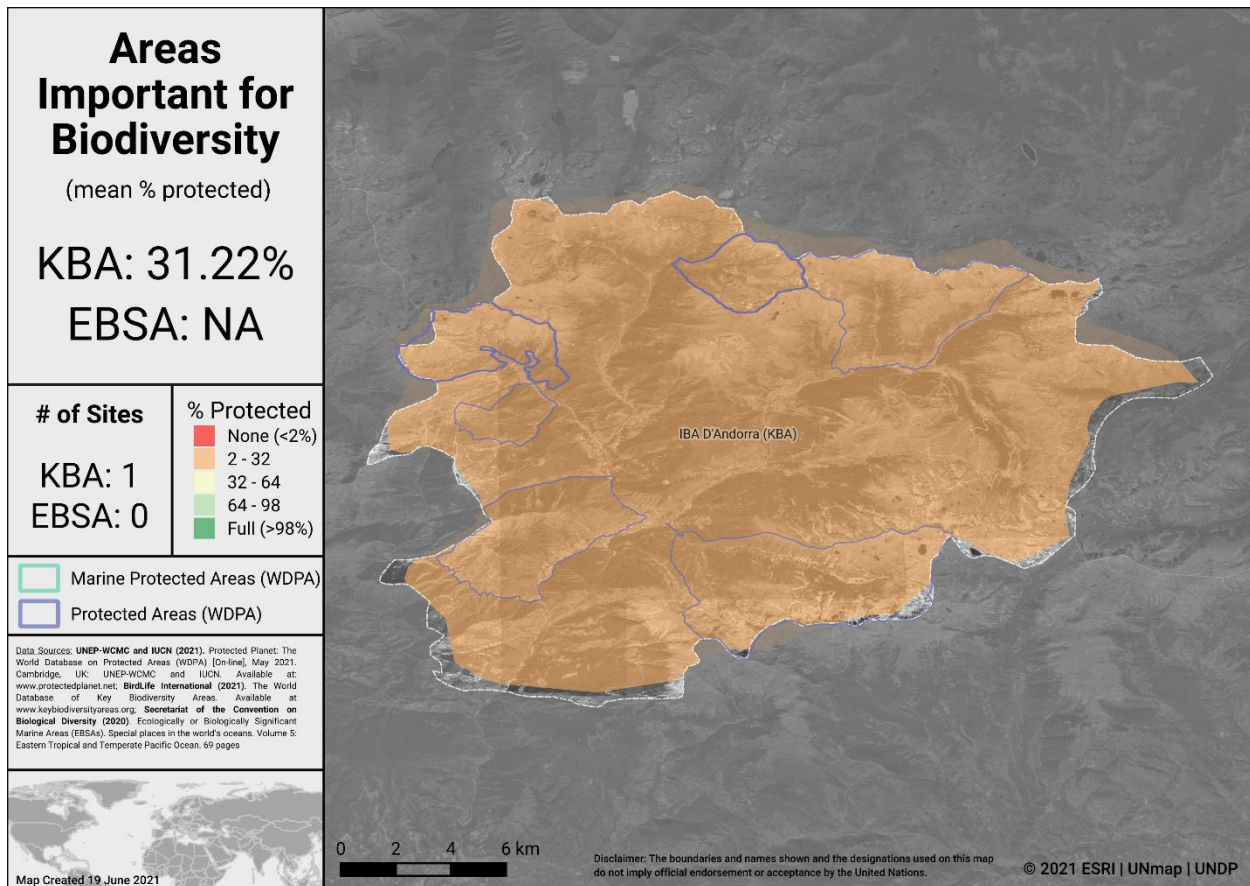 Areas
Important for
Biodiversity
(mean % protected)
KBA: 31.22%
EBSA: NA
# of Sites
KBA: 1
EBSA: 0
% Protected
None (<2%)
2 - 32
32 - 64
64 - 98
Full (>98%)
Marine Protected Areas (WDPA)
Protected Areas (WDPA)
Data Sources: UNEP-WCMC and IUCN (2021). Protected Planet: The
World Database on Protected Areas (WDPA) [On-line], May 2021.
Cambridge, UK: UNEP-WCMC and IUCN. Available at:
www.protectedplanet.net; BirdLife International (2021). The World
Database of Key Biodiversity Areas. Available at
www.keybiodiversityareas.org; Secretariat of the Convention on
Biological Diversity (2020). Ecologically or Biologically Significant
Marine Areas (EBSAs). Special places in the world's oceans. Volume 5:
Eastern Tropical and Temperate Pacific Ocean. 69 pages
Map Created 19 June 2021
IBA D'Andorra (KBA)
0 2 4 6 km
Disclaimer: The boundaries and names shown and the designations used on this map
do not imply official endorsement or acceptance by the United Nations.
© 2021 ESRI | UNmap | UNDP